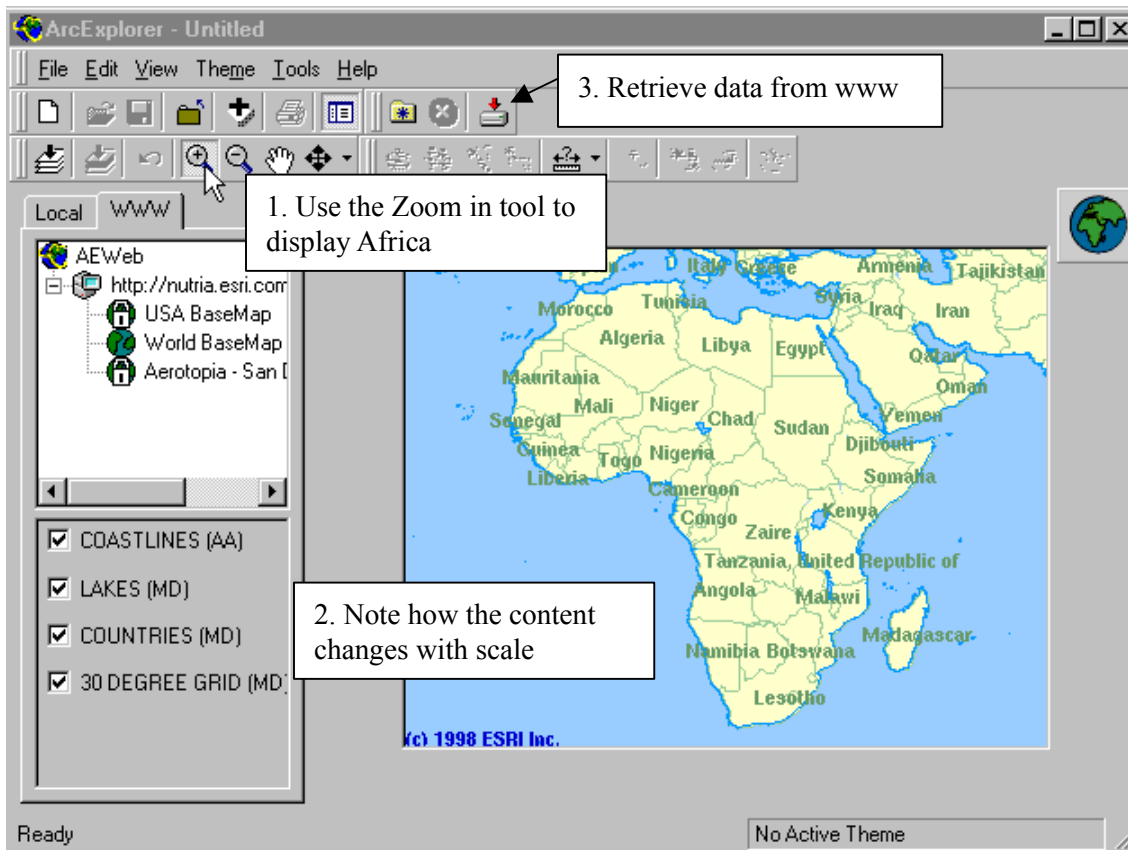 ArcExplorer - Untitled
File Edit View Theme Tools Help
3. Retrieve data from www
1. Use the Zoom in tool to
display Africa
Local WWW
AEWeb
http://nutria.esri.com
USA BaseMap
World BaseMap
Aerotopia - San D
COASTLINES (AA)
LAKES (MD)
COUNTRIES (MD)
30 DEGREE GRID (MD)
2. Note how the content
changes with scale
Italy Greece Armenia Tajikistan
Morocco Tunisia Syria Iraq Iran
Algeria Libya Egypt Qatar
Mauritania Oman
Mali Niger Chad Sudan Yemen
Senegal
Guinea Togo Nigeria Djibouti
Liberia Somalia
Cameroon
Congo Zaire Kenya
Tanzania, United Republic of
Angola Malawi
Madagascar
Namibia Botswana
Lesotho
(c) 1998 ESRI Inc.
Ready
No Active Theme